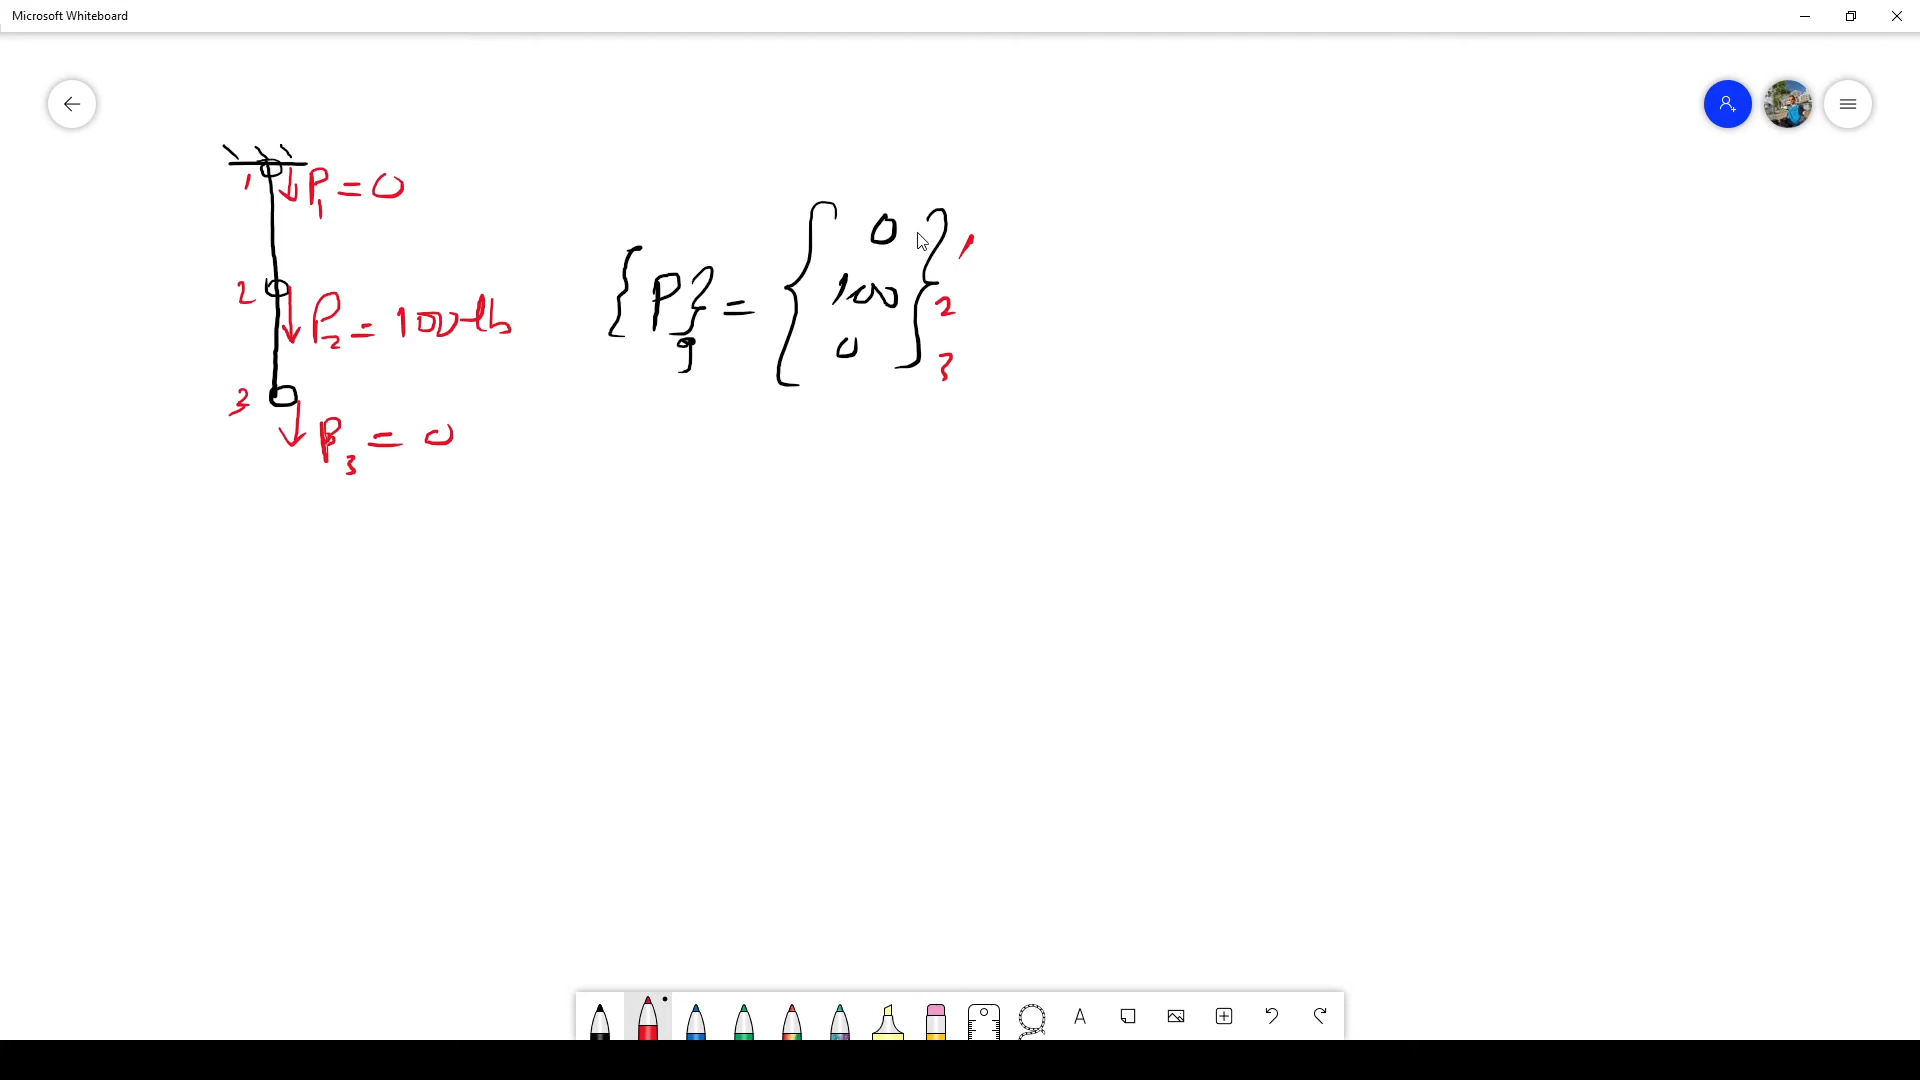 Microsoft Whiteboard
1 P1 = 0
2 P2 = 100 lb
3 P3 = 0
{P}g = { 0 100 0 } 1 2 3
A